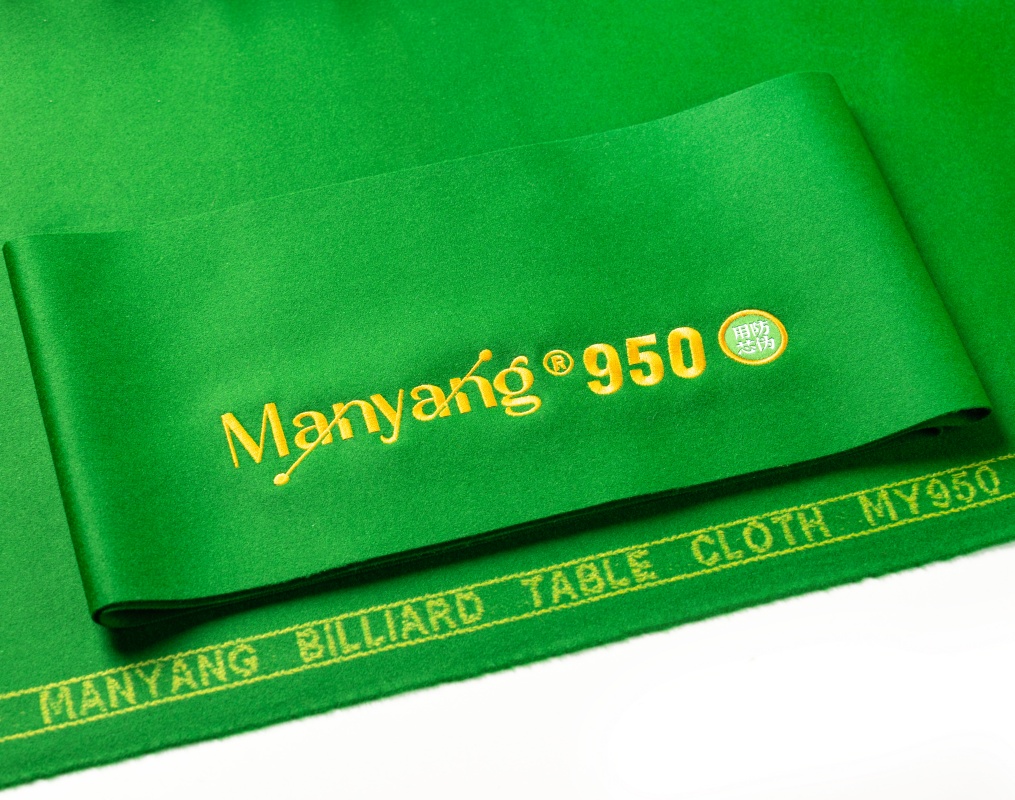 Manyang® 950
用防
芯伪
MANYANG BILLIARD TABLE CLOTH MY950